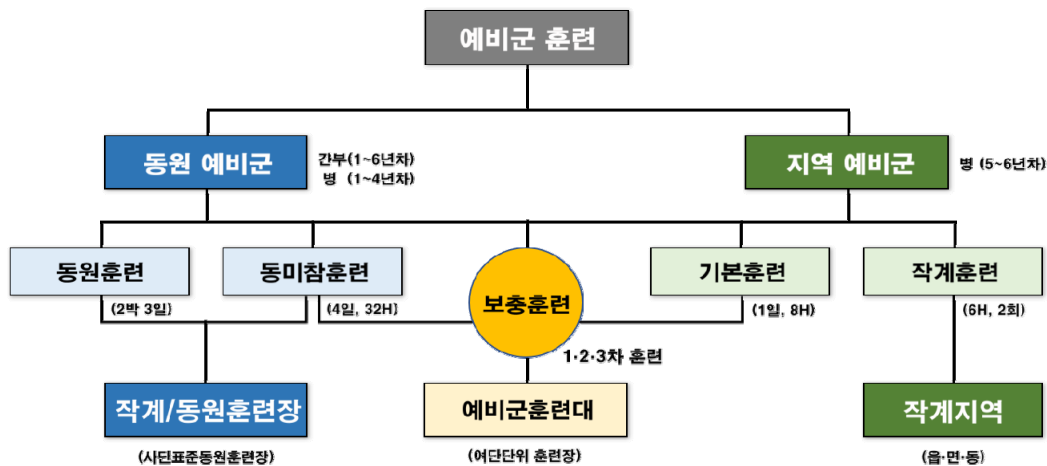 예비군 훈련
동원 예비군
간부(1~6년차)
병 (1~4년차)
지역 예비군
병 (5~6년차)
동원훈련
동미참훈련
보충훈련
기본훈련
작계훈련
(2박 3일)
(4일, 32H)
(1일, 8H)
(6H, 2회)
1·2·3차 훈련
작계/동원훈련장
예비군훈련대
작계지역
(사단표준동원훈련장)
(여단단위 훈련장)
(읍·면·동)